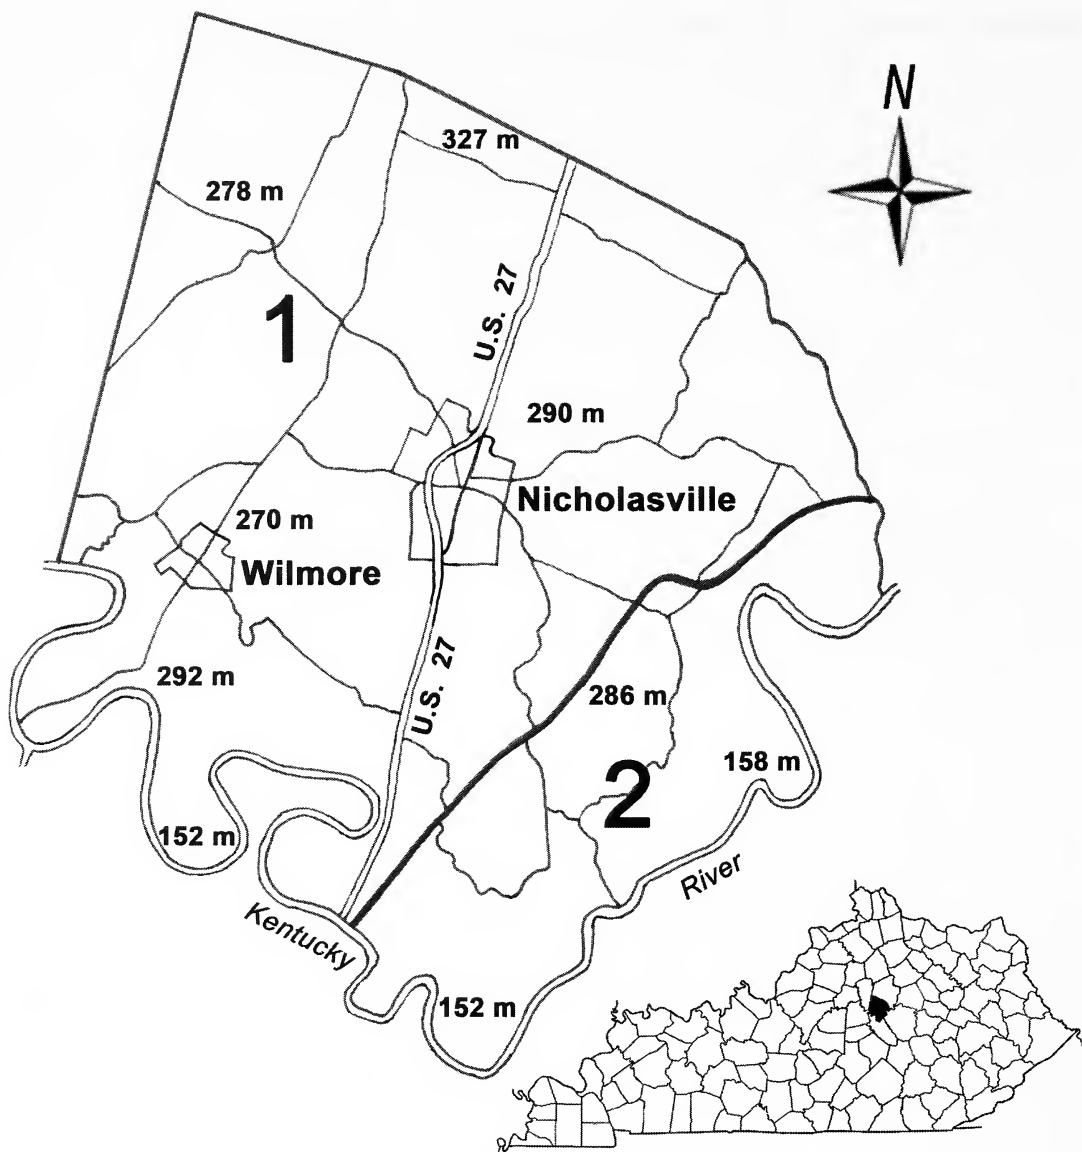 N
327 m
278 m
U.S. 27
1
290 m
Nicholasville
270 m
Wilmore
292 m
U.S. 27
286 m
158 m
2
152 m
River
Kentucky
152 m